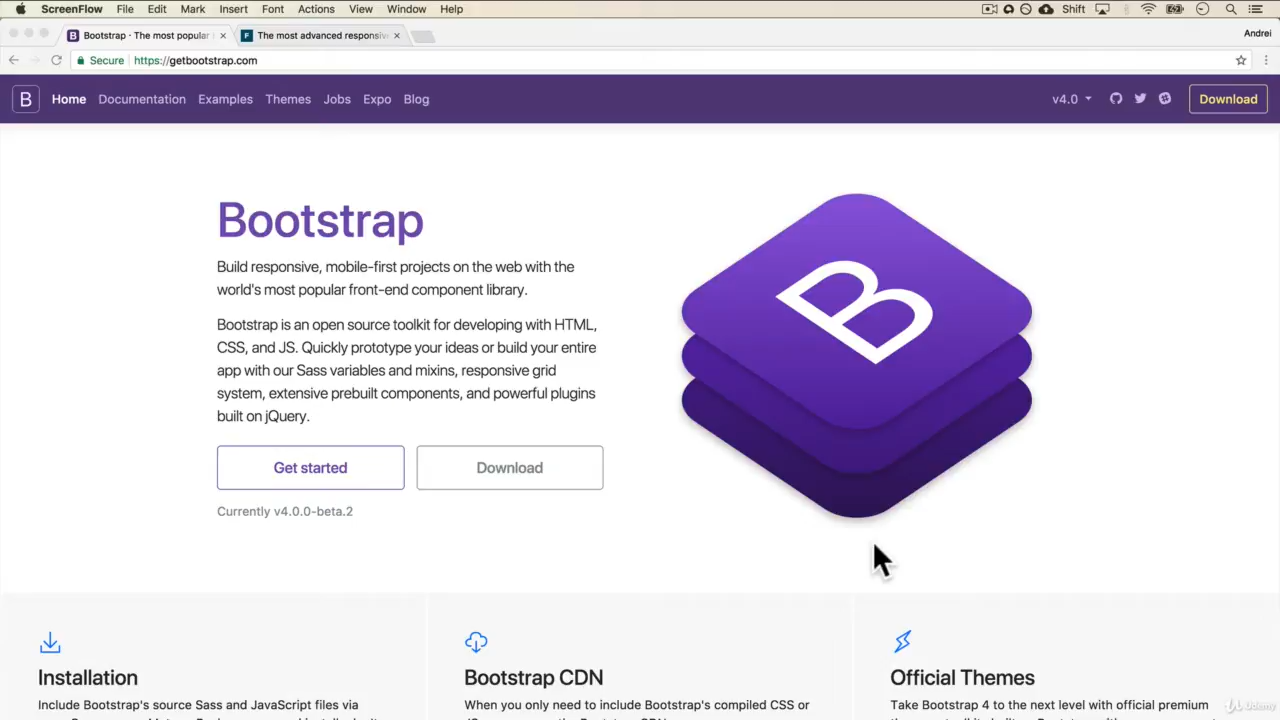 ScreenFlow File Edit Mark Insert Font Actions View Window Help Shift
Bootstrap · The most popular
The most advanced responsiv
Andrei
Secure https://getbootstrap.com
B Home Documentation Examples Themes Jobs Expo Blog v4.0 Download
Bootstrap
Build responsive, mobile-first projects on the web with the
world's most popular front-end component library.
Bootstrap is an open source toolkit for developing with HTML,
CSS, and JS. Quickly prototype your ideas or build your entire
app with our Sass variables and mixins, responsive grid
system, extensive prebuilt components, and powerful plugins
built on jQuery.
Get started Download
Currently v4.0.0-beta.2
B
Installation
Include Bootstrap's source Sass and JavaScript files via
Bootstrap CDN
When you only need to include Bootstrap's compiled CSS or
Official Themes
Take Bootstrap 4 to the next level with official premium
Udemy